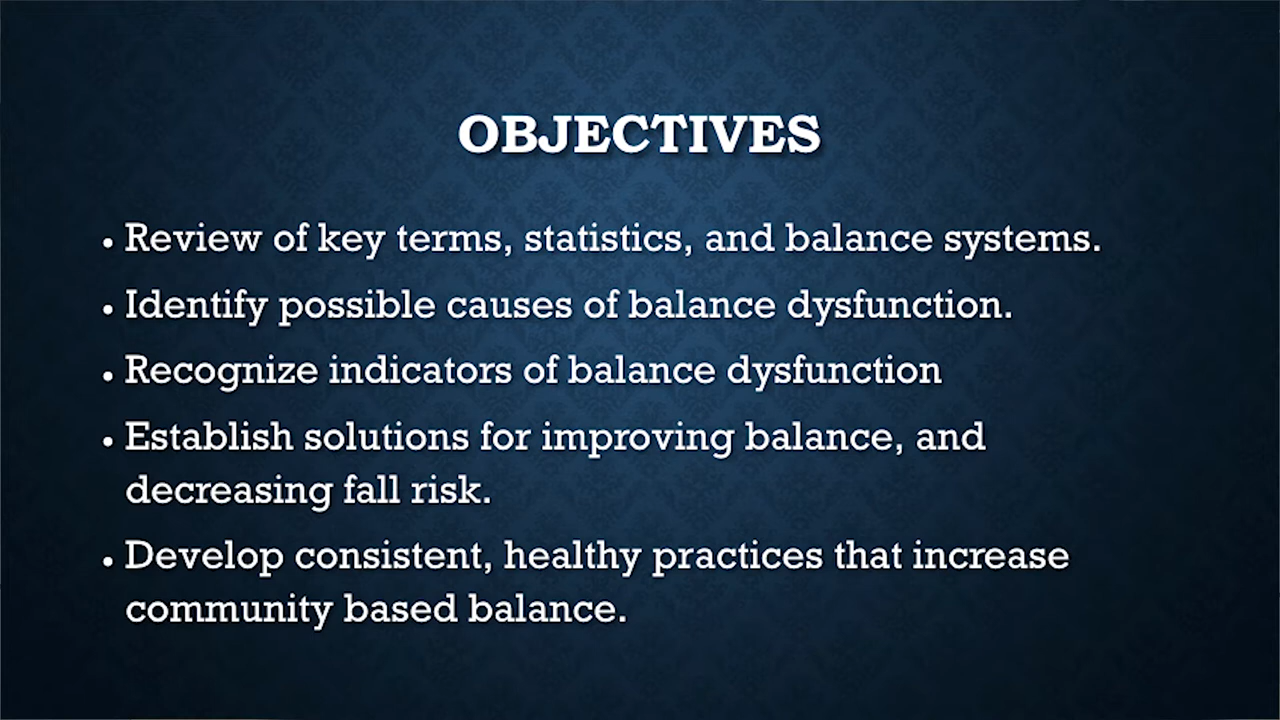 OBJECTIVES
• Review of key terms, statistics, and balance systems.
• Identify possible causes of balance dysfunction.
• Recognize indicators of balance dysfunction
• Establish solutions for improving balance, and
decreasing fall risk.
• Develop consistent, healthy practices that increase
community based balance.